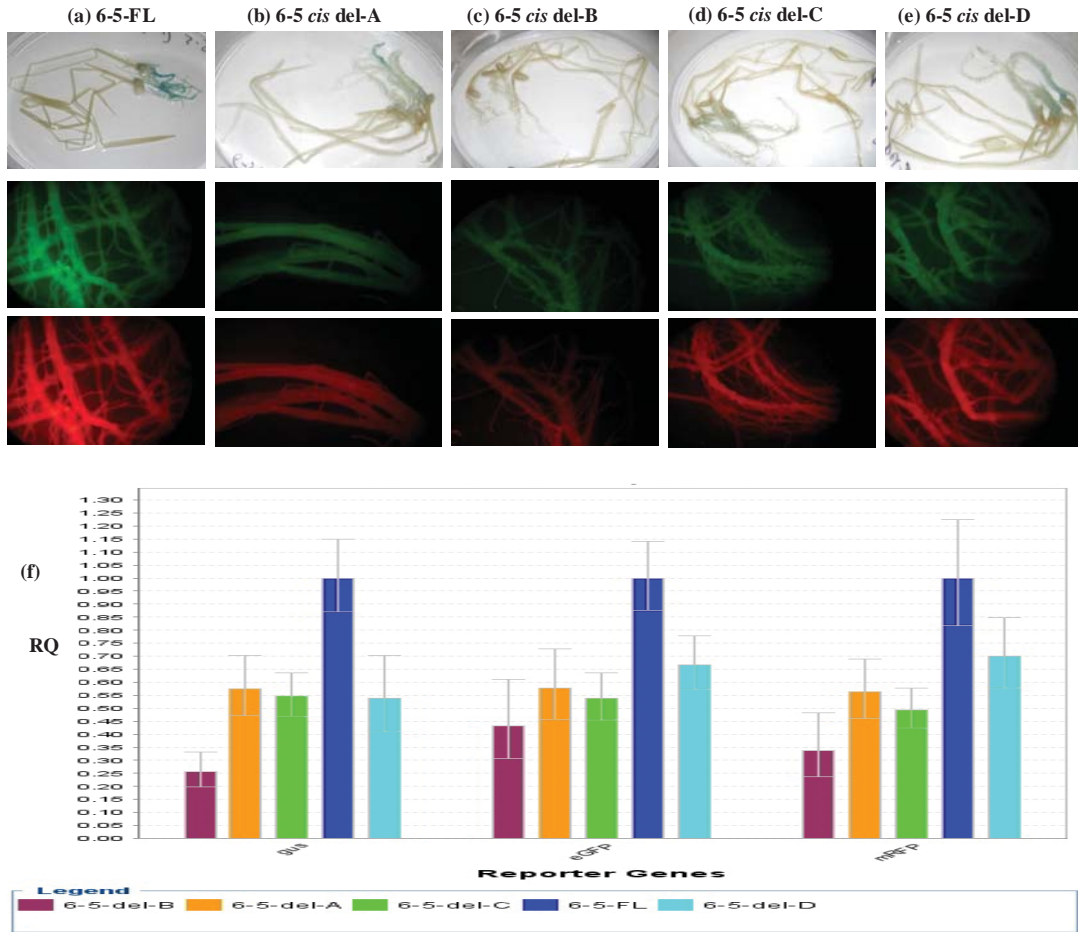 (a) 6-5-FL
(b) 6-5 cis del-A
(c) 6-5 cis del-B
(d) 6-5 cis del-C
(e) 6-5 cis del-D
(f)
RQ
1.30
1.25
1.20
1.15
1.10
1.05
1.00
0.95
0.90
0.85
0.80
0.75
0.70
0.65
0.60
0.55
0.50
0.45
0.40
0.35
0.30
0.25
0.20
0.15
0.10
0.05
0.00
gus
eGFp
mRFp
Reporter Genes
Legend
6-5-del-B
6-5-del-A
6-5-del-C
6-5-FL
6-5-del-D